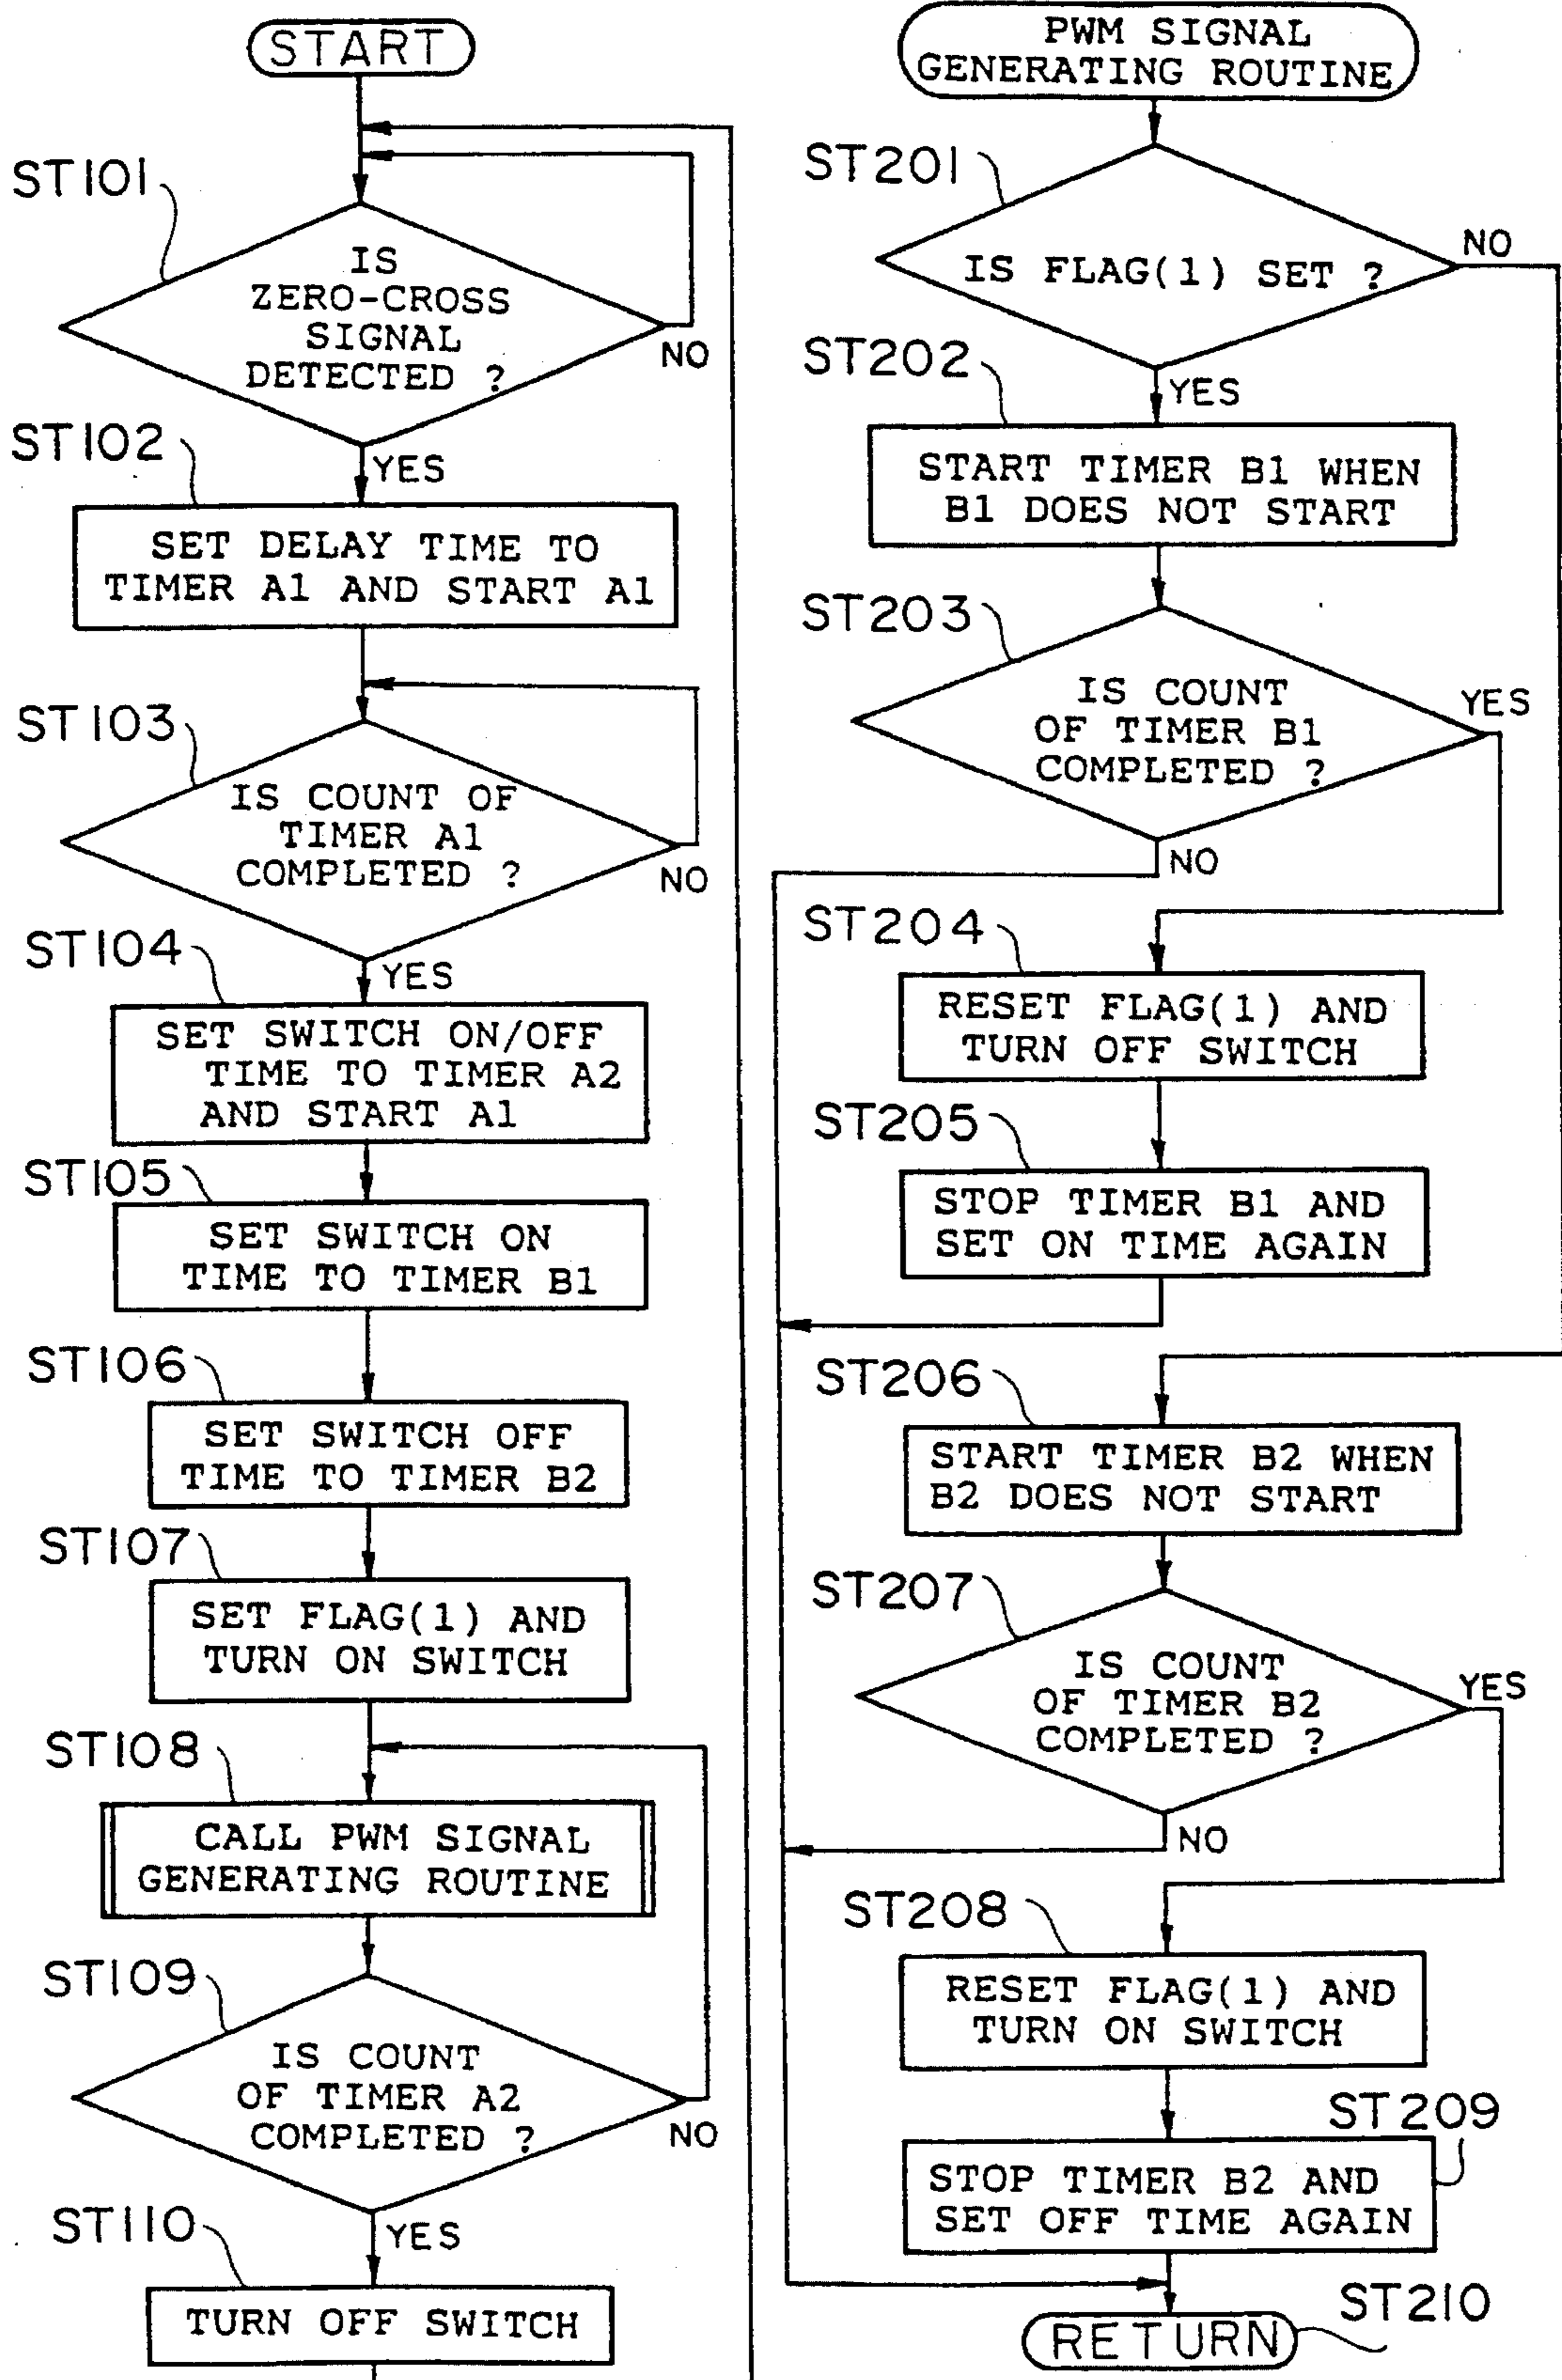 START
ST101
IS
ZERO-CROSS
SIGNAL
DETECTED ?
NO
YES
ST102
SET DELAY TIME TO
TIMER A1 AND START A1
ST103
IS COUNT OF
TIMER A1
COMPLETED ?
NO
YES
ST104
SET SWITCH ON/OFF
TIME TO TIMER A2
AND START A1
ST105
SET SWITCH ON
TIME TO TIMER B1
ST106
SET SWITCH OFF
TIME TO TIMER B2
ST107
SET FLAG(1) AND
TURN ON SWITCH
ST108
CALL PWM SIGNAL
GENERATING ROUTINE
ST109
IS COUNT
OF TIMER A2
COMPLETED ?
NO
YES
ST110
TURN OFF SWITCH
PWM SIGNAL
GENERATING ROUTINE
ST201
IS FLAG(1) SET ?
NO
YES
ST202
START TIMER B1 WHEN
B1 DOES NOT START
ST203
IS COUNT
OF TIMER B1
COMPLETED ?
YES
NO
ST204
RESET FLAG(1) AND
TURN OFF SWITCH
ST205
STOP TIMER B1 AND
SET ON TIME AGAIN
ST206
START TIMER B2 WHEN
B2 DOES NOT START
ST207
IS COUNT
OF TIMER B2
COMPLETED ?
YES
NO
ST208
RESET FLAG(1) AND
TURN ON SWITCH
ST209
STOP TIMER B2 AND
SET OFF TIME AGAIN
ST210
RETURN